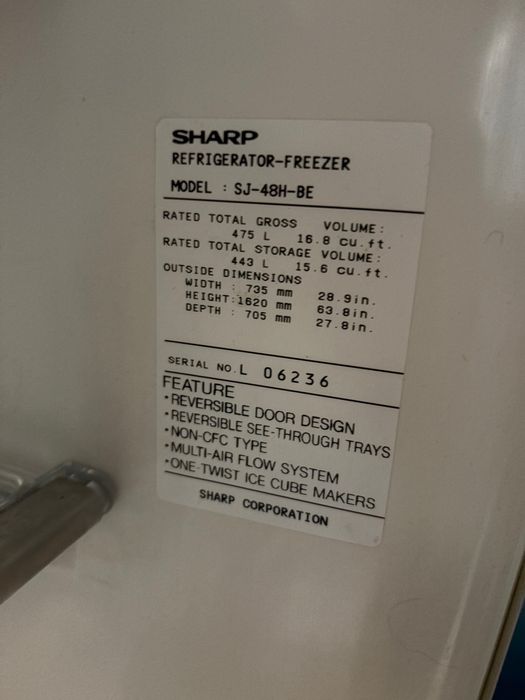 SHARP
REFRIGERATOR-FREEZER
MODEL : SJ-48H-BE
RATED TOTAL GROSS VOLUME:
475 L 16.8 cu.ft.
RATED TOTAL STORAGE VOLUME:
443 L 15.6 cu.ft.
OUTSIDE DIMENSIONS
WIDTH : 735 mm 28.9in.
HEIGHT:1620 mm 63.8in.
DEPTH : 705 mm 27.8in.
SERIAL NO.L 06236
FEATURE
•REVERSIBLE DOOR DESIGN
•REVERSIBLE SEE-THROUGH TRAYS
•NON-CFC TYPE
•MULTI-AIR FLOW SYSTEM
•ONE-TWIST ICE CUBE MAKERS
SHARP CORPORATION